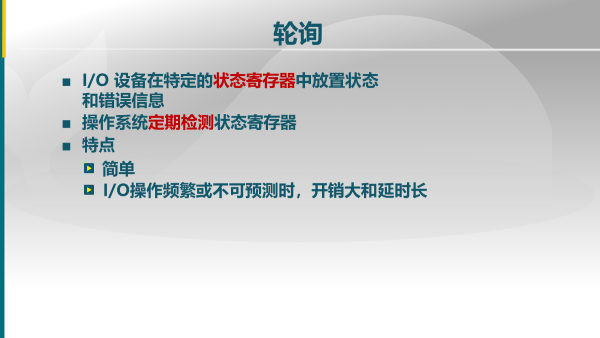 轮询
I/O 设备在特定的状态寄存器中放置状态
和错误信息
操作系统定期检测状态寄存器
特点
简单
I/O操作频繁或不可预测时，开销大和延时长